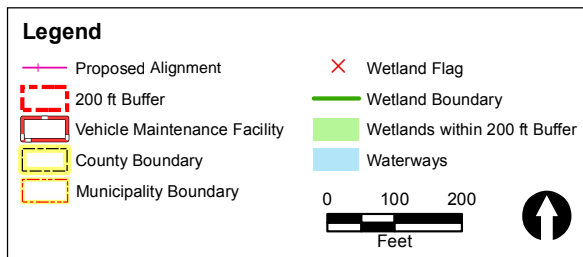 Legend
Proposed Alignment
200 ft Buffer
Vehicle Maintenance Facility
County Boundary
Municipality Boundary
Wetland Flag
Wetland Boundary
Wetlands within 200 ft Buffer
Waterways
0 100 200
Feet